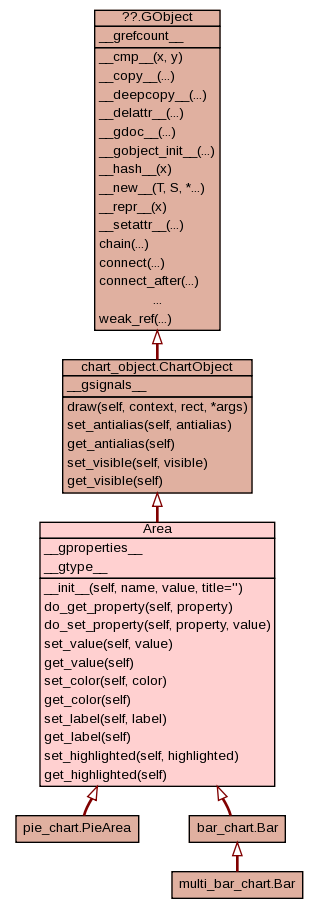 ??.GObject
__grefcount__
__cmp__(x, y)
__copy__(...)
__deepcopy__(...)
__delattr__(...)
__gdoc__(...)
__gobject_init__(...)
__hash__(x)
__new__(T, S, *...)
__repr__(x)
__setattr__(...)
chain(...)
connect(...)
connect_after(...)
...
weak_ref(...)
chart_object.ChartObject
__gsignals__
draw(self, context, rect, *args)
set_antialias(self, antialias)
get_antialias(self)
set_visible(self, visible)
get_visible(self)
Area
__gproperties__
__gtype__
__init__(self, name, value, title='')
do_get_property(self, property)
do_set_property(self, property, value)
set_value(self, value)
get_value(self)
set_color(self, color)
get_color(self)
set_label(self, label)
get_label(self)
set_highlighted(self, highlighted)
get_highlighted(self)
pie_chart.PieArea
bar_chart.Bar
multi_bar_chart.Bar